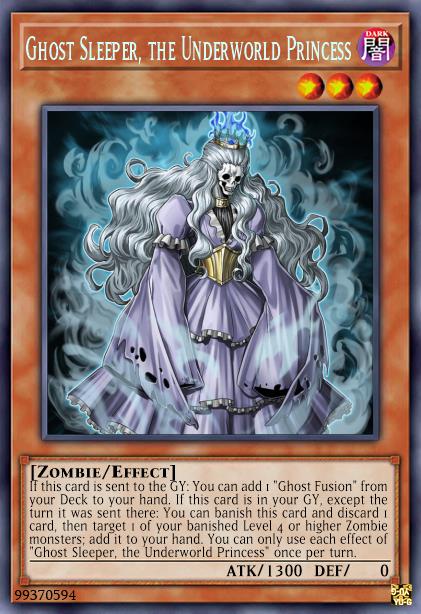 Ghost Sleeper, the Underworld Princess
DARK
闇
[Zombie/Effect]
If this card is sent to the GY: You can add 1 "Ghost Fusion" from
your Deck to your hand. If this card is in your GY, except the
turn it was sent there: You can banish this card and discard 1
card, then target 1 of your banished Level 4 or higher Zombie
monsters; add it to your hand. You can only use each effect of
"Ghost Sleeper, the Underworld Princess" once per turn.
ATK/1300 DEF/ 0
99370594